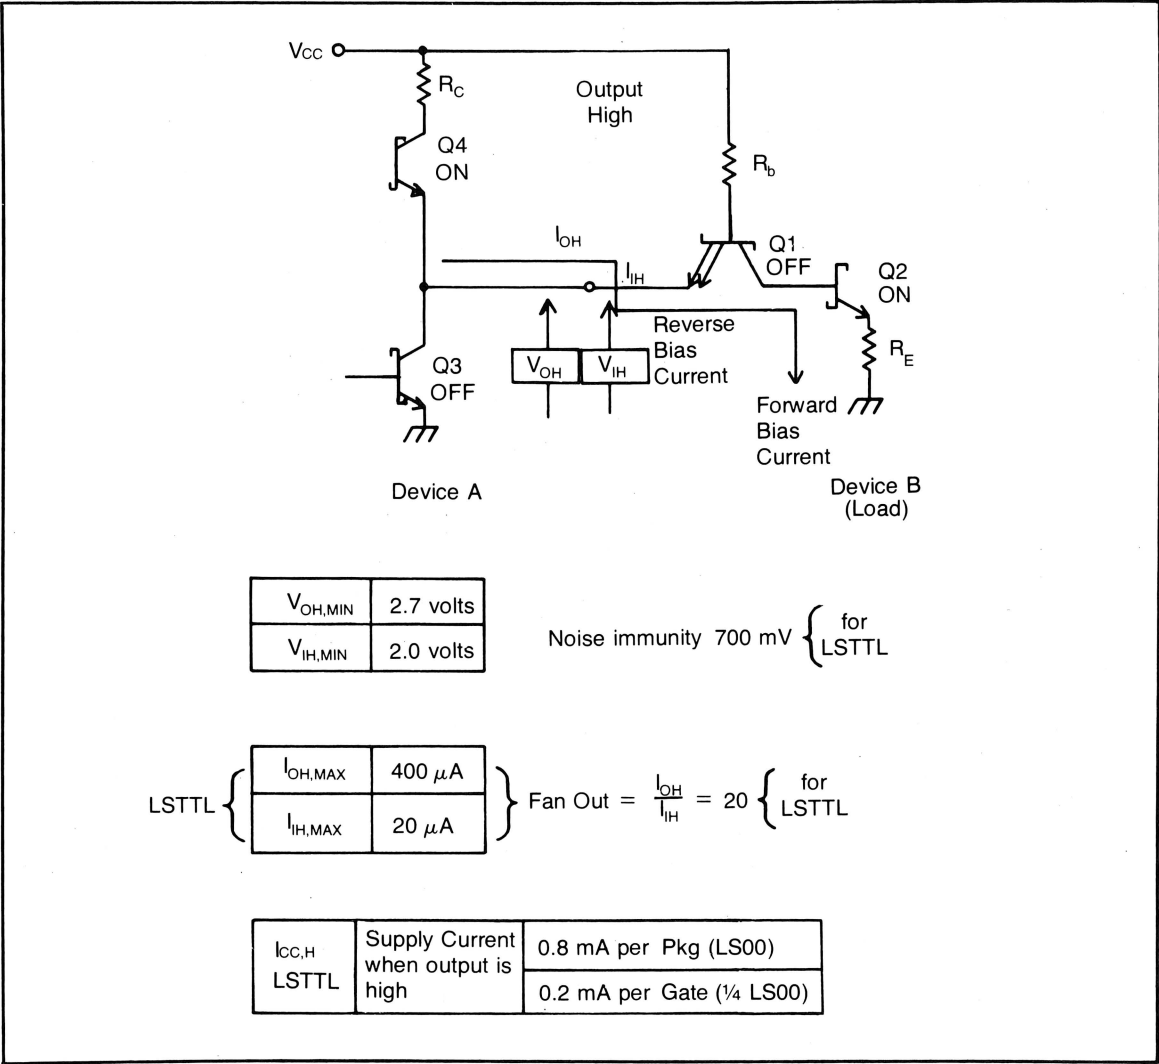 VCC
RC
Output
High
Q4
ON
Rb
IOH
Q1
OFF
IIH
Q2
ON
Reverse
Bias
Current
VOH
VIH
RE
Q3
OFF
Forward
Bias
Current
Device A
Device B
(Load)
VOH,MIN 2.7 volts
VIH,MIN 2.0 volts
Noise immunity 700 mV { for
LSTTL
LSTTL {
IOH,MAX 400 μA
IIH,MAX 20 μA
} Fan Out = IOH/IIH = 20 { for
LSTTL
ICC,H
LSTTL
Supply Current
when output is
high
0.8 mA per Pkg (LS00)
0.2 mA per Gate (¼ LS00)